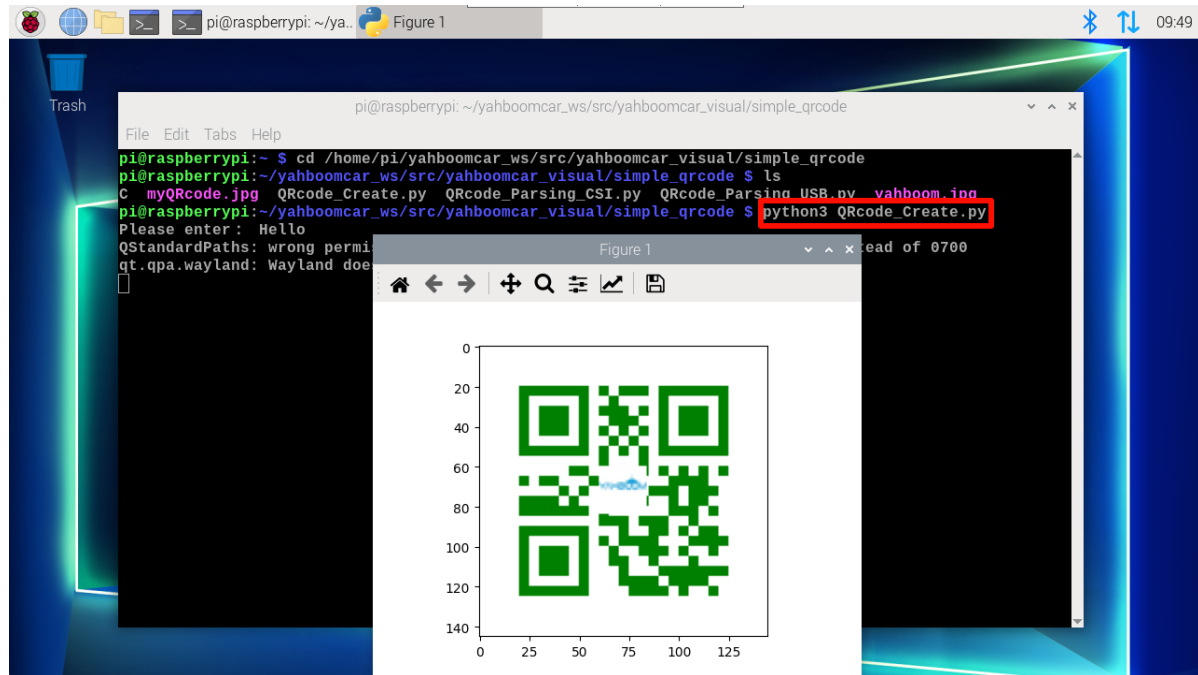 pi@raspberrypi: ~/ya.. Figure 1 09:49
Trash
pi@raspberrypi: ~/yahboomcar_ws/src/yahboomcar_visual/simple_qrcode
File Edit Tabs Help
pi@raspberrypi:~ $ cd /home/pi/yahboomcar_ws/src/yahboomcar_visual/simple_qrcode
pi@raspberrypi:~/yahboomcar_ws/src/yahboomcar_visual/simple_qrcode $ ls
C myQRcode.jpg QRcode_Create.py QRcode_Parsing_CSI.py QRcode_Parsing_USB.py yahboom.jpg
pi@raspberrypi:~/yahboomcar_ws/src/yahboomcar_visual/simple_qrcode $ python3 QRcode_Create.py
Please enter: Hello
QStandardPaths: wrong permis ead of 0700
qt.qpa.wayland: Wayland doe
Figure 1
0
20
40
60
YAHBOOM
80
100
120
140
0 25 50 75 100 125